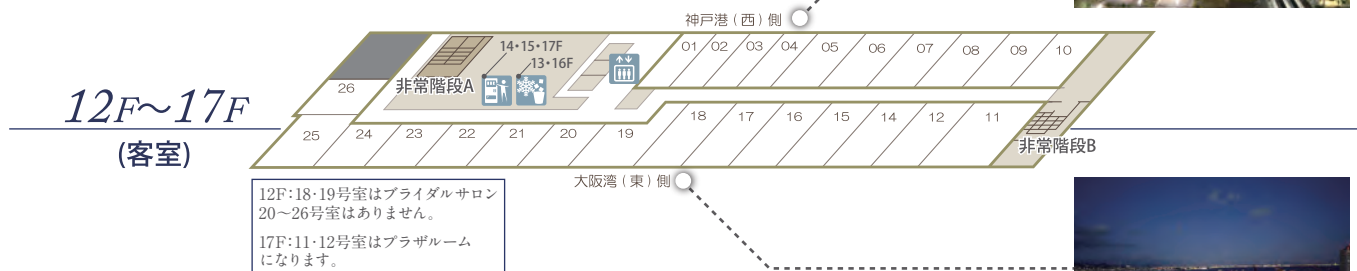 神戸港（西）側
14・15・17F
13・16F
01 02 03 04 05 06 07 08 09 10
非常階段A
26
12F〜17F
(客室)
25 24 23 22 21 20 19 18 17 16 15 14 12 11
非常階段B
大阪湾（東）側
12F：18・19号室はブライダルサロン
20〜26号室はありません。
17F：11・12号室はプラザルーム
になります。